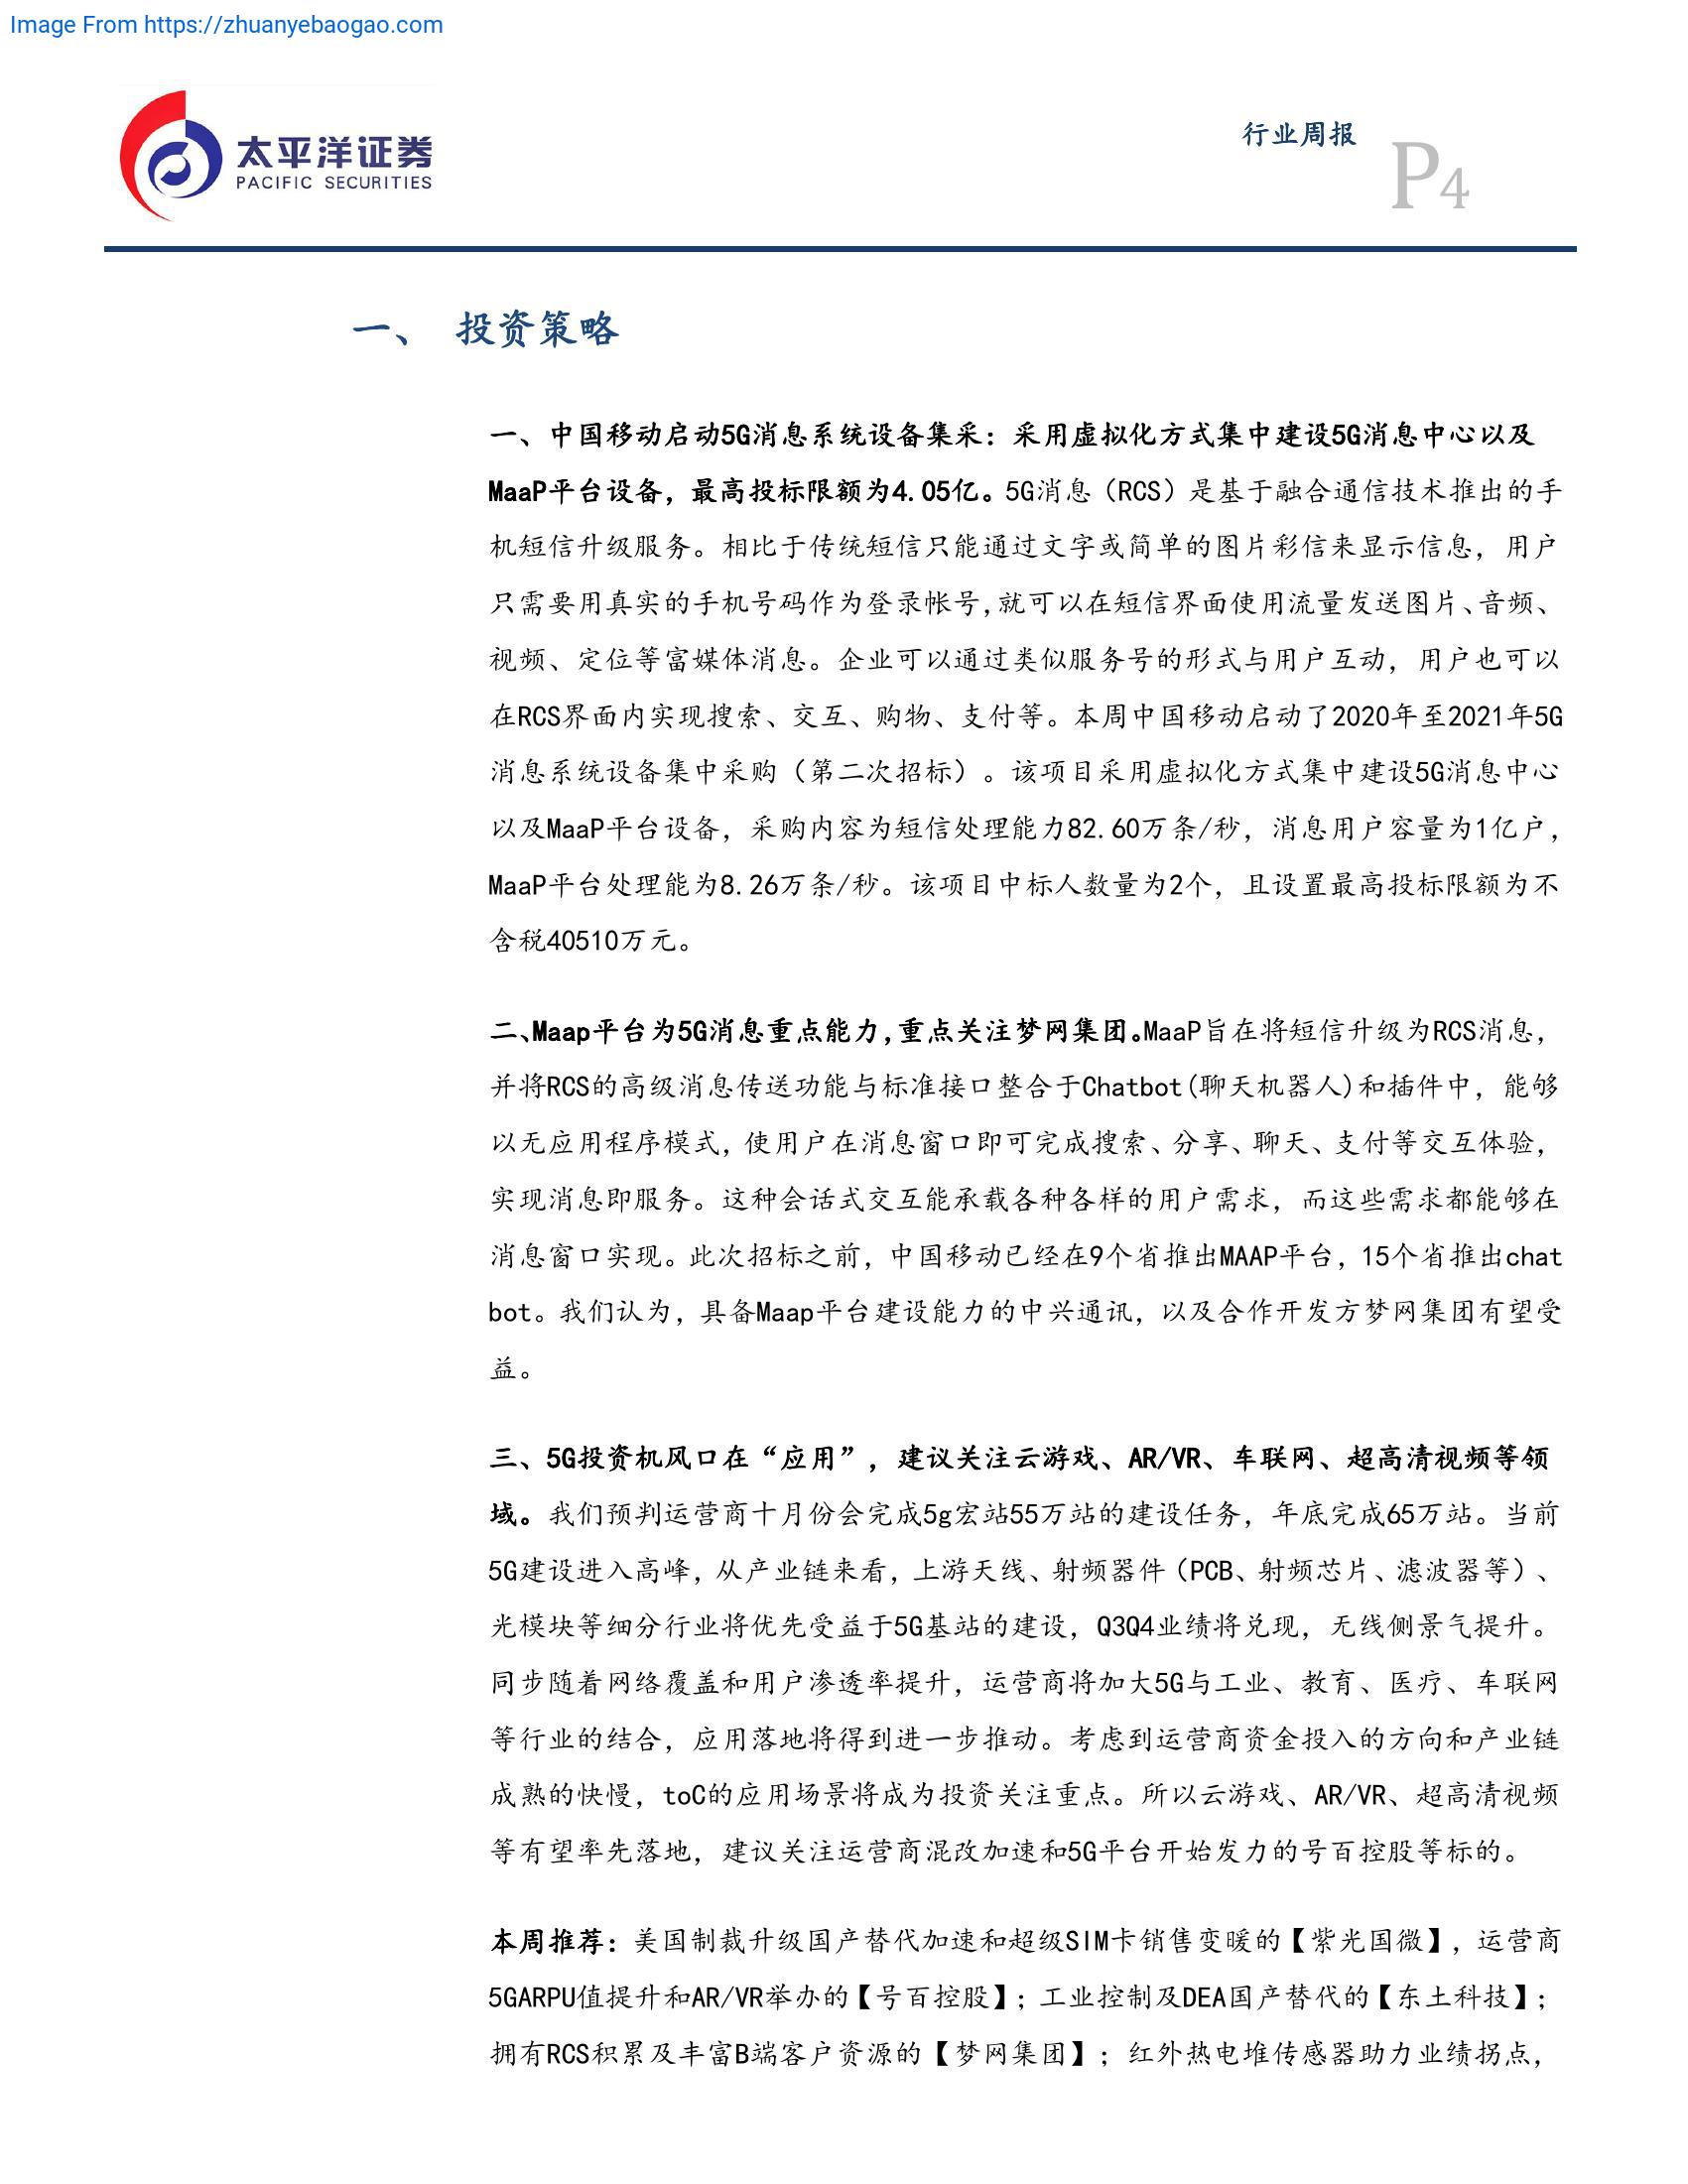 Image From https://zhuanyebaogao.com
太平洋证券
PACIFIC SECURITIES
行业周报
P4
一、 投资策略
一、中国移动启动5G消息系统设备集采：采用虚拟化方式集中建设5G消息中心以及
MaaP平台设备，最高投标限额为4.05亿。5G消息（RCS）是基于融合通信技术推出的手
机短信升级服务。相比于传统短信只能通过文字或简单的图片彩信来显示信息，用户
只需要用真实的手机号码作为登录帐号,就可以在短信界面使用流量发送图片、音频、
视频、定位等富媒体消息。企业可以通过类似服务号的形式与用户互动，用户也可以
在RCS界面内实现搜索、交互、购物、支付等。本周中国移动启动了2020年至2021年5G
消息系统设备集中采购（第二次招标）。该项目采用虚拟化方式集中建设5G消息中心
以及MaaP平台设备，采购内容为短信处理能力82.60万条/秒，消息用户容量为1亿户，
MaaP平台处理能为8.26万条/秒。该项目中标人数量为2个，且设置最高投标限额为不
含税40510万元。
二、Maap平台为5G消息重点能力,重点关注梦网集团。MaaP旨在将短信升级为RCS消息，
并将RCS的高级消息传送功能与标准接口整合于Chatbot(聊天机器人)和插件中，能够
以无应用程序模式，使用户在消息窗口即可完成搜索、分享、聊天、支付等交互体验，
实现消息即服务。这种会话式交互能承载各种各样的用户需求，而这些需求都能够在
消息窗口实现。此次招标之前，中国移动已经在9个省推出MAAP平台，15个省推出chat
bot。我们认为，具备Maap平台建设能力的中兴通讯，以及合作开发方梦网集团有望受
益。
三、5G投资机风口在“应用”，建议关注云游戏、AR/VR、车联网、超高清视频等领
域。我们预判运营商十月份会完成5g宏站55万站的建设任务，年底完成65万站。当前
5G建设进入高峰，从产业链来看，上游天线、射频器件（PCB、射频芯片、滤波器等）、
光模块等细分行业将优先受益于5G基站的建设，Q3Q4业绩将兑现，无线侧景气提升。
同步随着网络覆盖和用户渗透率提升，运营商将加大5G与工业、教育、医疗、车联网
等行业的结合，应用落地将得到进一步推动。考虑到运营商资金投入的方向和产业链
成熟的快慢，toC的应用场景将成为投资关注重点。所以云游戏、AR/VR、超高清视频
等有望率先落地，建议关注运营商混改加速和5G平台开始发力的号百控股等标的。
本周推荐：美国制裁升级国产替代加速和超级SIM卡销售变暖的【紫光国微】，运营商
5GARPU值提升和AR/VR举办的【号百控股】；工业控制及DEA国产替代的【东土科技】；
拥有RCS积累及丰富B端客户资源的【梦网集团】；红外热电堆传感器助力业绩拐点，